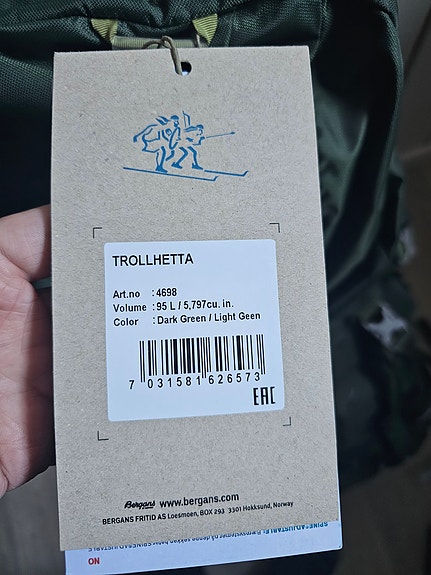 TROLLHETTA
Art.no : 4698
Volume : 95 L / 5,797cu. in.
Color : Dark Green / Light Geen
7 031581 626573
EAC
Bergans www.bergans.com
BERGANS FRITID AS Loesmoen, BOX 293 3301 Hokksund, Norway
NO